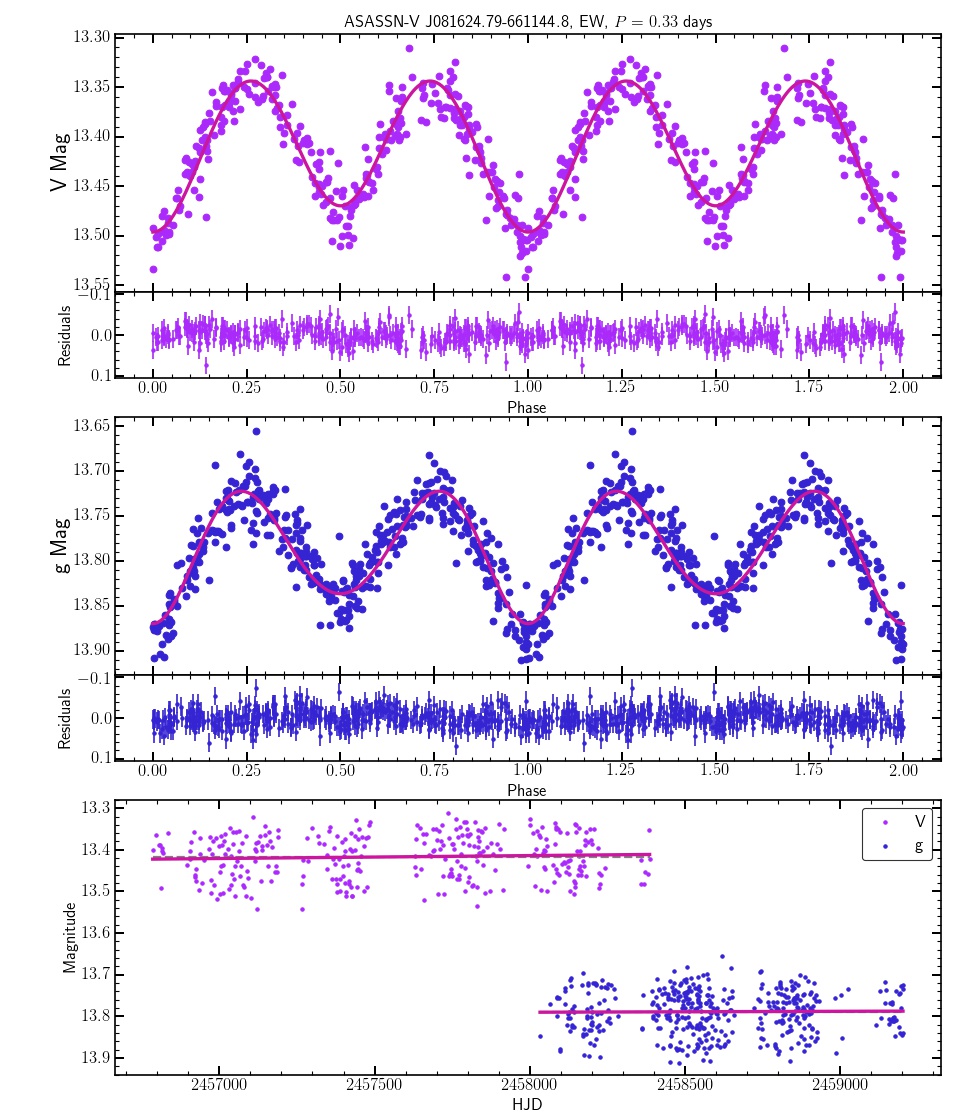 ASASSN-V J081624.79-661144.8, EW, P = 0.33 days
13.30
13.35
13.40
13.45
13.50
13.55
V Mag
−0.1
0.0
0.1
Residuals
0.00 0.25 0.50 0.75 1.00 1.25 1.50 1.75 2.00
Phase
13.65
13.70
13.75
13.80
13.85
13.90
g Mag
−0.1
0.0
0.1
Residuals
0.00 0.25 0.50 0.75 1.00 1.25 1.50 1.75 2.00
Phase
13.3
13.4
13.5
13.6
13.7
13.8
13.9
Magnitude
V
g
2457000 2457500 2458000 2458500 2459000
HJD